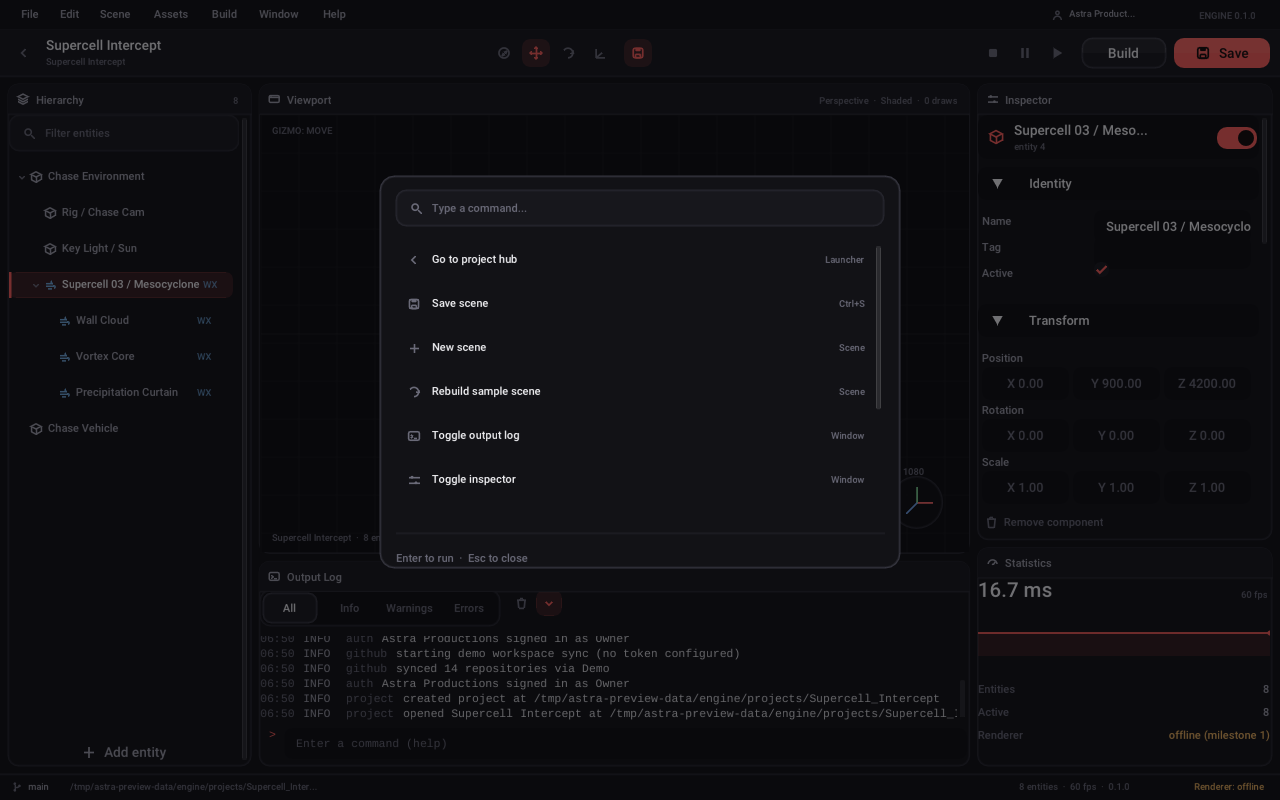 File Edit Scene Assets Build Window Help
Astra Product...
ENGINE 0.1.0
Supercell Intercept
Supercell Intercept
Build
Save
Hierarchy 8
Filter entities
Chase Environment
Rig / Chase Cam
Key Light / Sun
Supercell 03 / Mesocyclone WX
Wall Cloud WX
Vortex Core WX
Precipitation Curtain WX
Chase Vehicle
Add entity
Viewport
Perspective · Shaded · 0 draws
GIZMO: MOVE
Type a command...
Go to project hub Launcher
Save scene Ctrl+S
New scene Scene
Rebuild sample scene Scene
Toggle output log Window
Toggle inspector Window
Enter to run · Esc to close
1080
Supercell Intercept · 8 e
Output Log
All Info Warnings Errors
06:50 INFO auth Astra Productions signed in as Owner
06:50 INFO github starting demo workspace sync (no token configured)
06:50 INFO github synced 14 repositories via Demo
06:50 INFO auth Astra Productions signed in as Owner
06:50 INFO project created project at /tmp/astra-preview-data/engine/projects/Supercell_Intercept
06:50 INFO project opened Supercell Intercept at /tmp/astra-preview-data/engine/projects/Supercell_
> Enter a command (help)
Inspector
Supercell 03 / Meso...
entity 4
Identity
Name Supercell 03 / Mesocyclo
Tag
Active
Transform
Position
X 0.00 Y 900.00 Z 4200.00
Rotation
X 0.00 Y 0.00 Z 0.00
Scale
X 1.00 Y 1.00 Z 1.00
Remove component
Statistics
16.7 ms 60 fps
Entities 8
Active 8
Renderer offline (milestone 1)
main /tmp/astra-preview-data/engine/projects/Supercell_Inter...
8 entities · 60 fps · 0.1.0
Renderer: offline